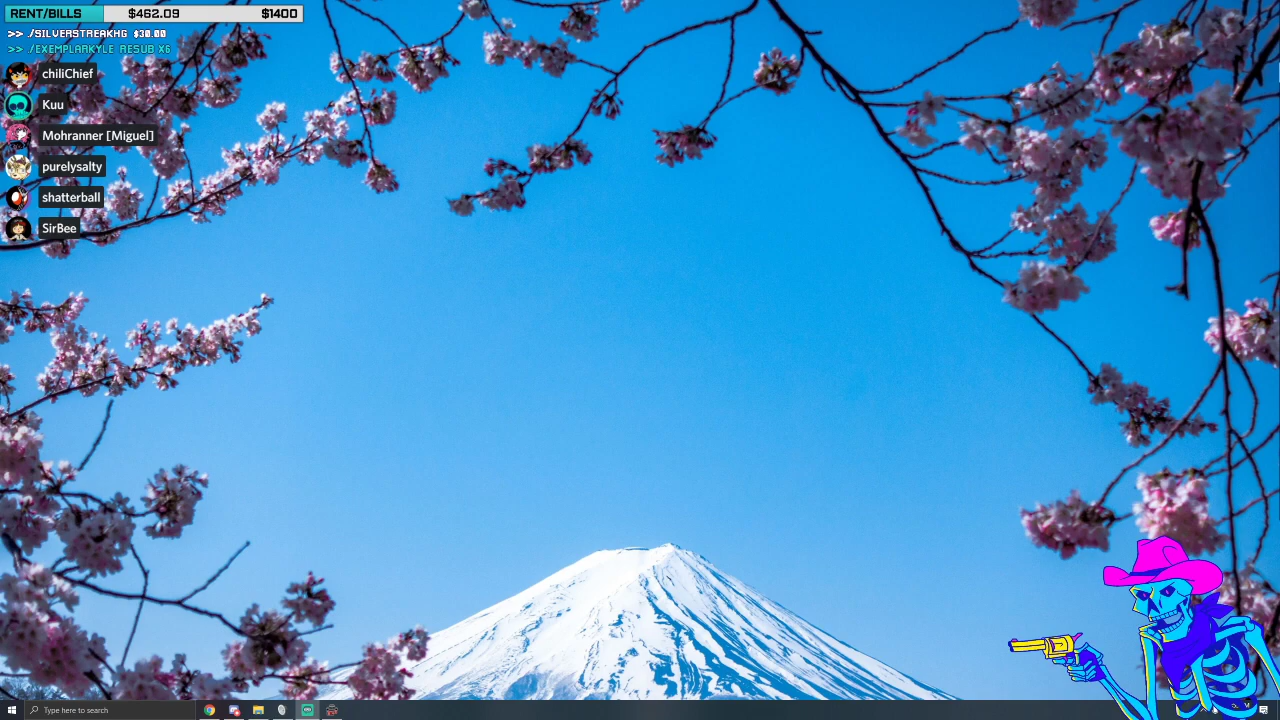 RENT/BILLS $462.09 $1400
>> /SILVERSTREAKHG $30.00
>> /EXEMPLARKYLE RESUB X6
chiliChief
Kuu
Mohranner [Miguel]
purelysalty
shatterball
SirBee
Type here to search